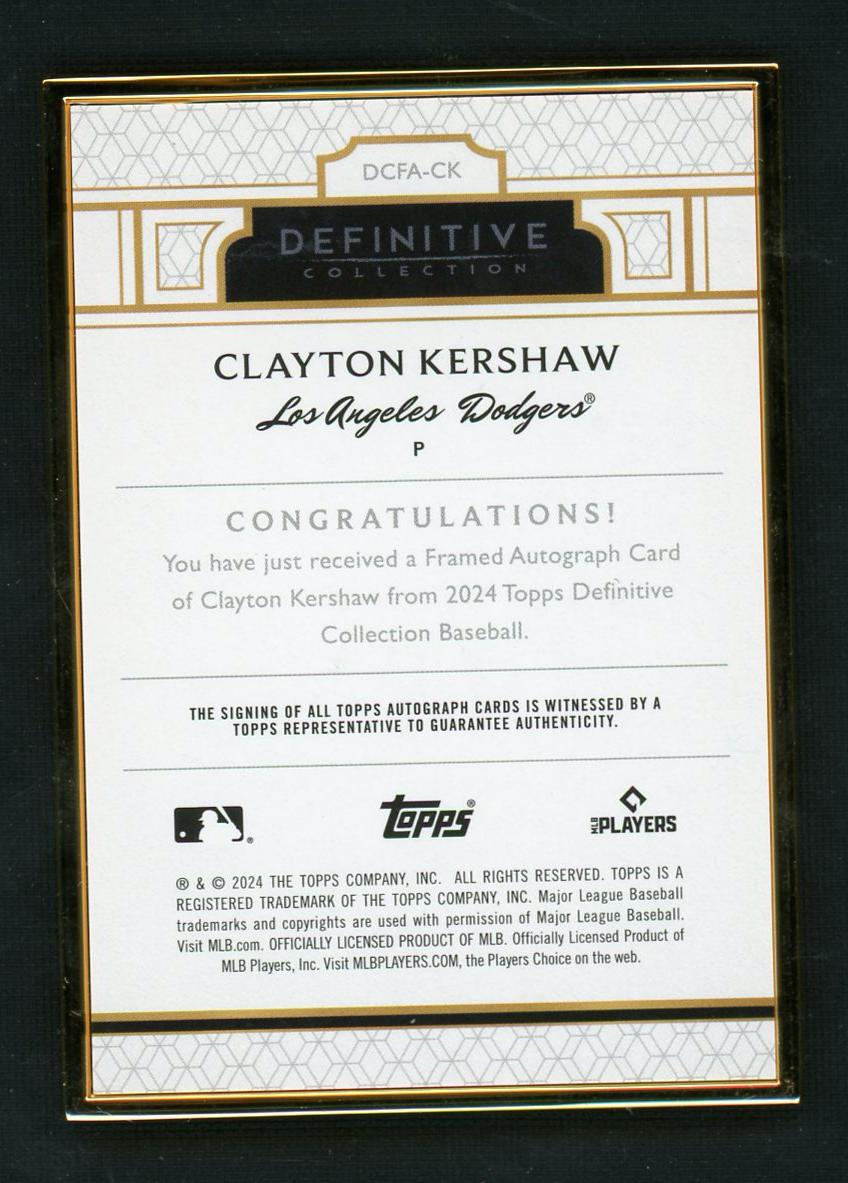 DCFA-CK
DEFINITIVE
COLLECTION
CLAYTON KERSHAW
Los Angeles Dodgers®
P
CONGRATULATIONS!
You have just received a Framed Autograph Card
of Clayton Kershaw from 2024 Topps Definitive
Collection Baseball.
THE SIGNING OF ALL TOPPS AUTOGRAPH CARDS IS WITNESSED BY A
TOPPS REPRESENTATIVE TO GUARANTEE AUTHENTICITY.
®
Topps®
MLB PLAYERS
® & © 2024 THE TOPPS COMPANY, INC. ALL RIGHTS RESERVED. TOPPS IS A
REGISTERED TRADEMARK OF THE TOPPS COMPANY, INC. Major League Baseball
trademarks and copyrights are used with permission of Major League Baseball.
Visit MLB.com. OFFICIALLY LICENSED PRODUCT OF MLB. Officially Licensed Product of
MLB Players, Inc. Visit MLBPLAYERS.COM, the Players Choice on the web.